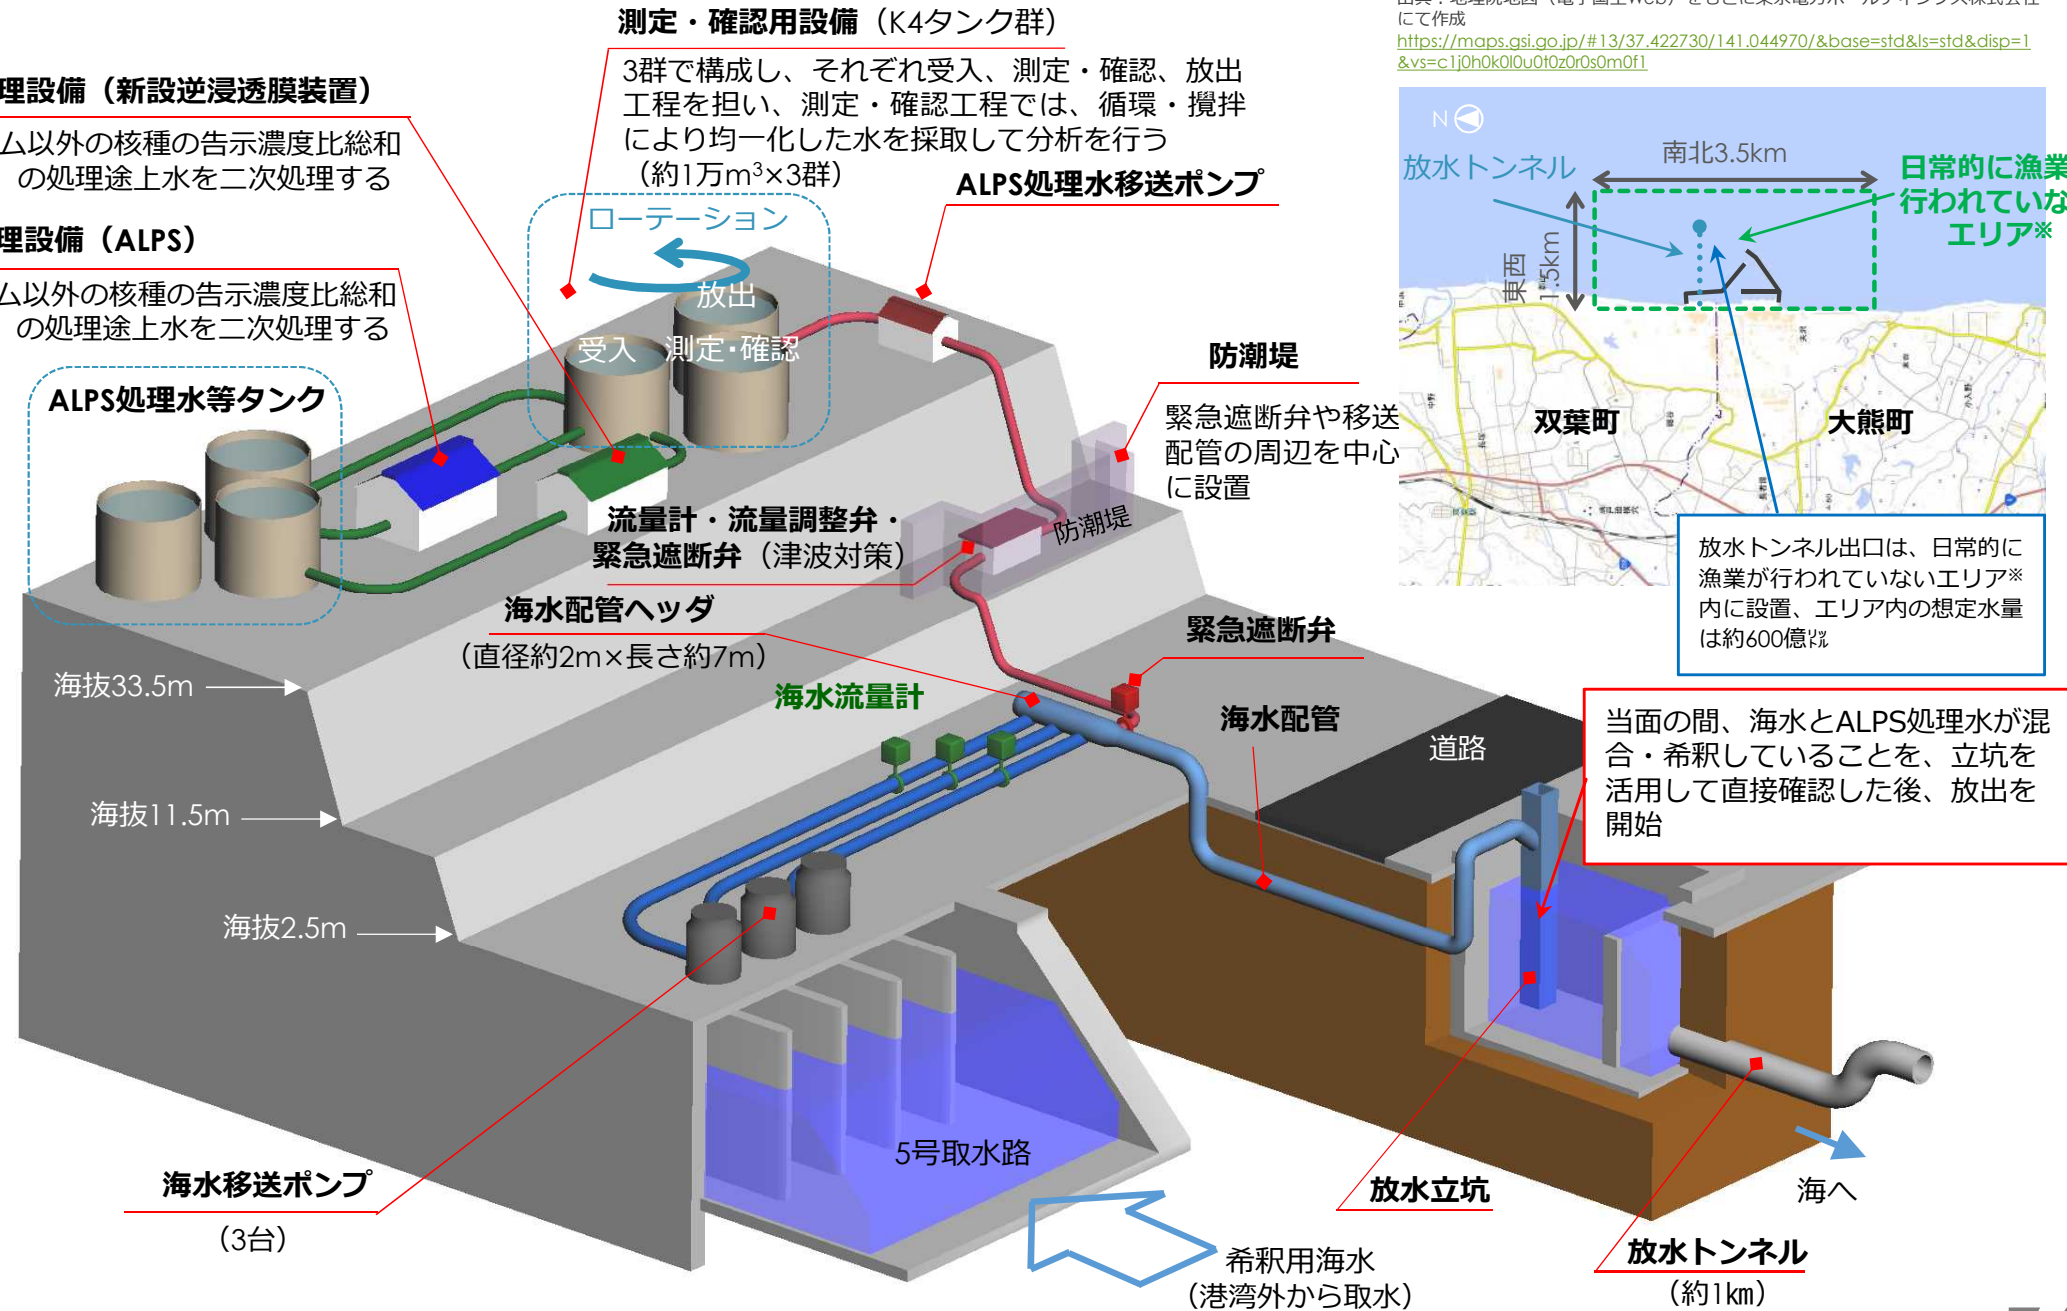 測定・確認用設備（K4タンク群）
3群で構成し、それぞれ受入、測定・確認、放出
工程を担い、測定・確認工程では、循環・攪拌
により均一化した水を採取して分析を行う
（約1万m³×3群）
理設備（新設逆浸透膜装置）
ム以外の核種の告示濃度比総和
の処理途上水を二次処理する
理設備（ALPS）
ム以外の核種の告示濃度比総和
の処理途上水を二次処理する
ALPS処理水等タンク
ローテーション
放出
受入
測定・確認
ALPS処理水移送ポンプ
防潮堤
緊急遮断弁や移送
配管の周辺を中心
に設置
防潮堤
流量計・流量調整弁・
緊急遮断弁（津波対策）
海水配管ヘッダ
（直径約2m×長さ約7m）
海水流量計
緊急遮断弁
海水配管
道路
海抜33.5m
海抜11.5m
海抜2.5m
海水移送ポンプ
（3台）
5号取水路
希釈用海水
（港湾外から取水）
放水立坑
放水トンネル
（約1㎞）
海へ
当面の間、海水とALPS処理水が混
合・希釈していることを、立坑を
活用して直接確認した後、放出を
開始
にて作成
https://maps.gsi.go.jp/#13/37.422730/141.044970/&base=std&ls=std&disp=1
&vs=c1j0h0k0l0u0t0z0r0s0m0f1
N
放水トンネル
南北3.5km
東西
1.5km
日常的に漁業
行われていな
エリア※
双葉町
大熊町
放水トンネル出口は、日常的に
漁業が行われていないエリア※
内に設置、エリア内の想定水量
は約600億㍑